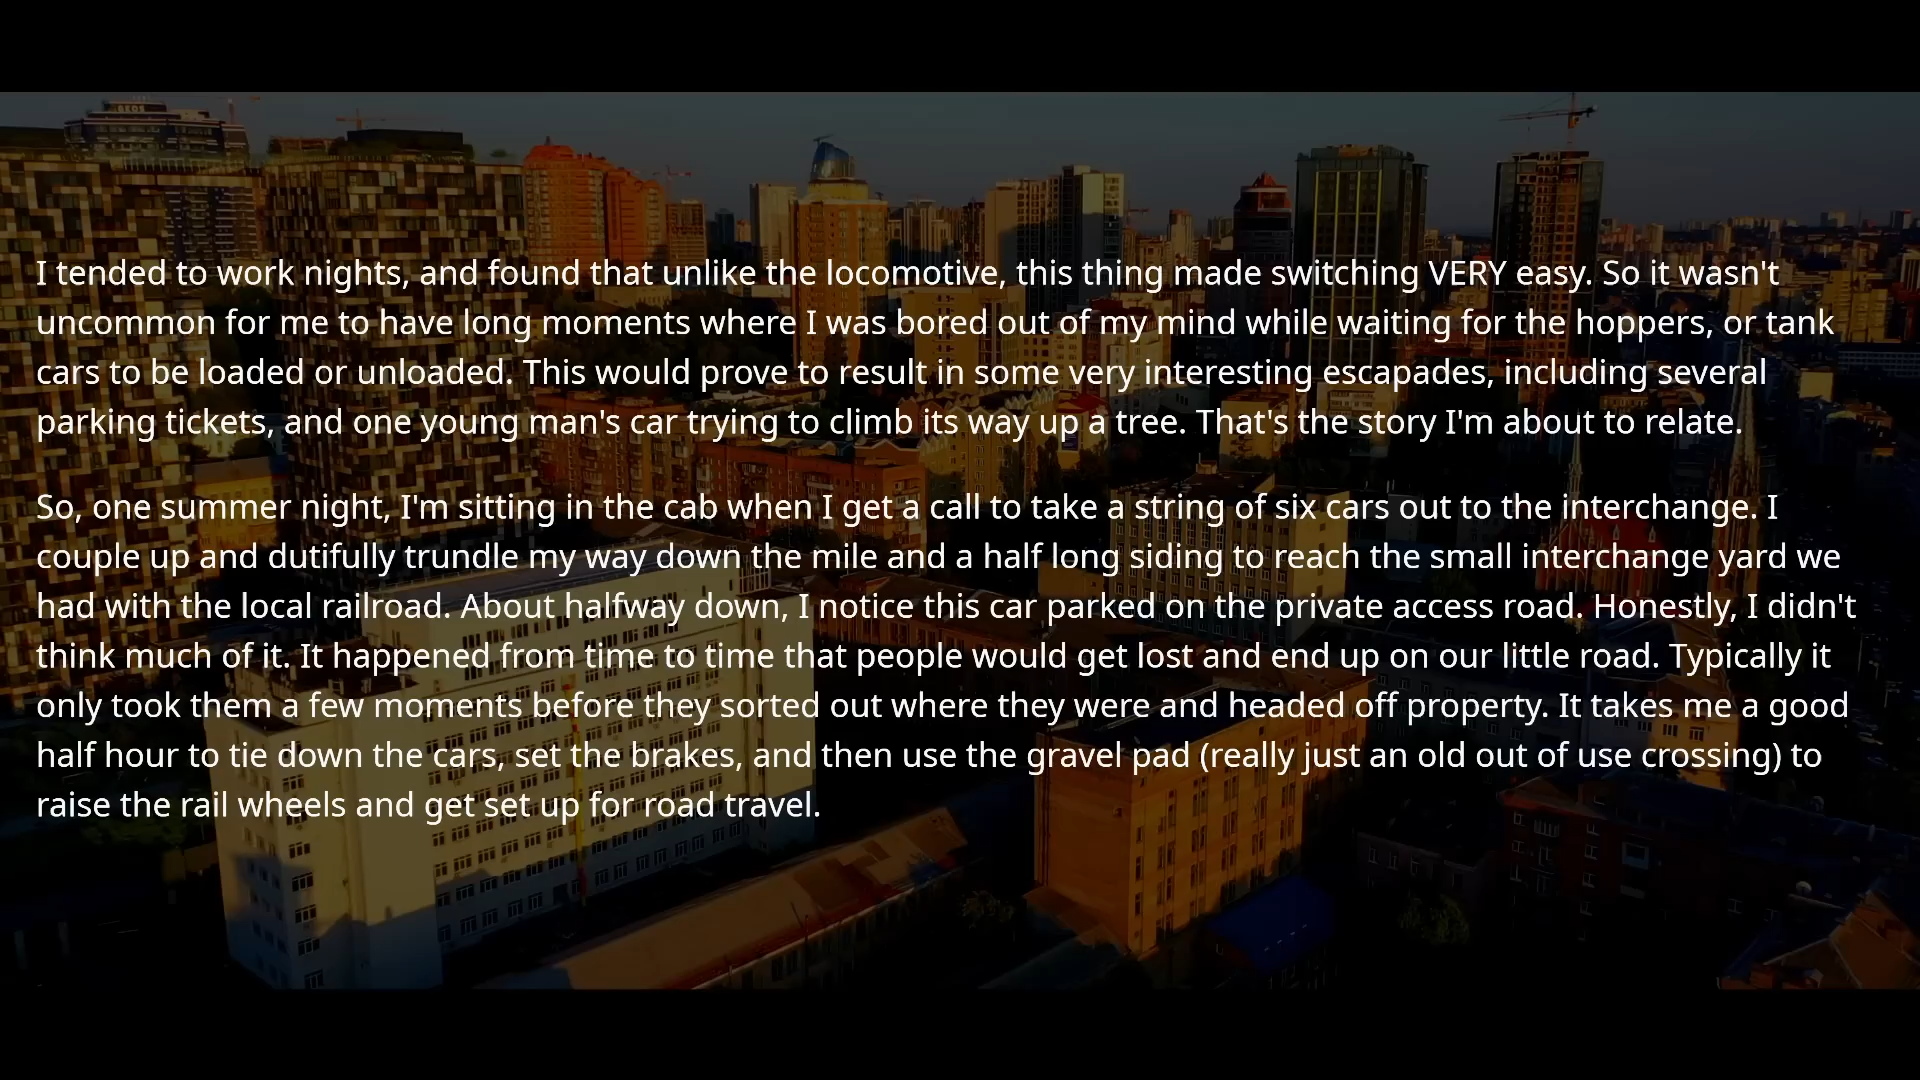 BEOS
I tended to work nights, and found that unlike the locomotive, this thing made switching VERY easy. So it wasn't
uncommon for me to have long moments where I was bored out of my mind while waiting for the hoppers, or tank
cars to be loaded or unloaded. This would prove to result in some very interesting escapades, including several
parking tickets, and one young man's car trying to climb its way up a tree. That's the story I'm about to relate.
So, one summer night, I'm sitting in the cab when I get a call to take a string of six cars out to the interchange. I
couple up and dutifully trundle my way down the mile and a half long siding to reach the small interchange yard we
had with the local railroad. About halfway down, I notice this car parked on the private access road. Honestly, I didn't
think much of it. It happened from time to time that people would get lost and end up on our little road. Typically it
only took them a few moments before they sorted out where they were and headed off property. It takes me a good
half hour to tie down the cars, set the brakes, and then use the gravel pad (really just an old out of use crossing) to
raise the rail wheels and get set up for road travel.